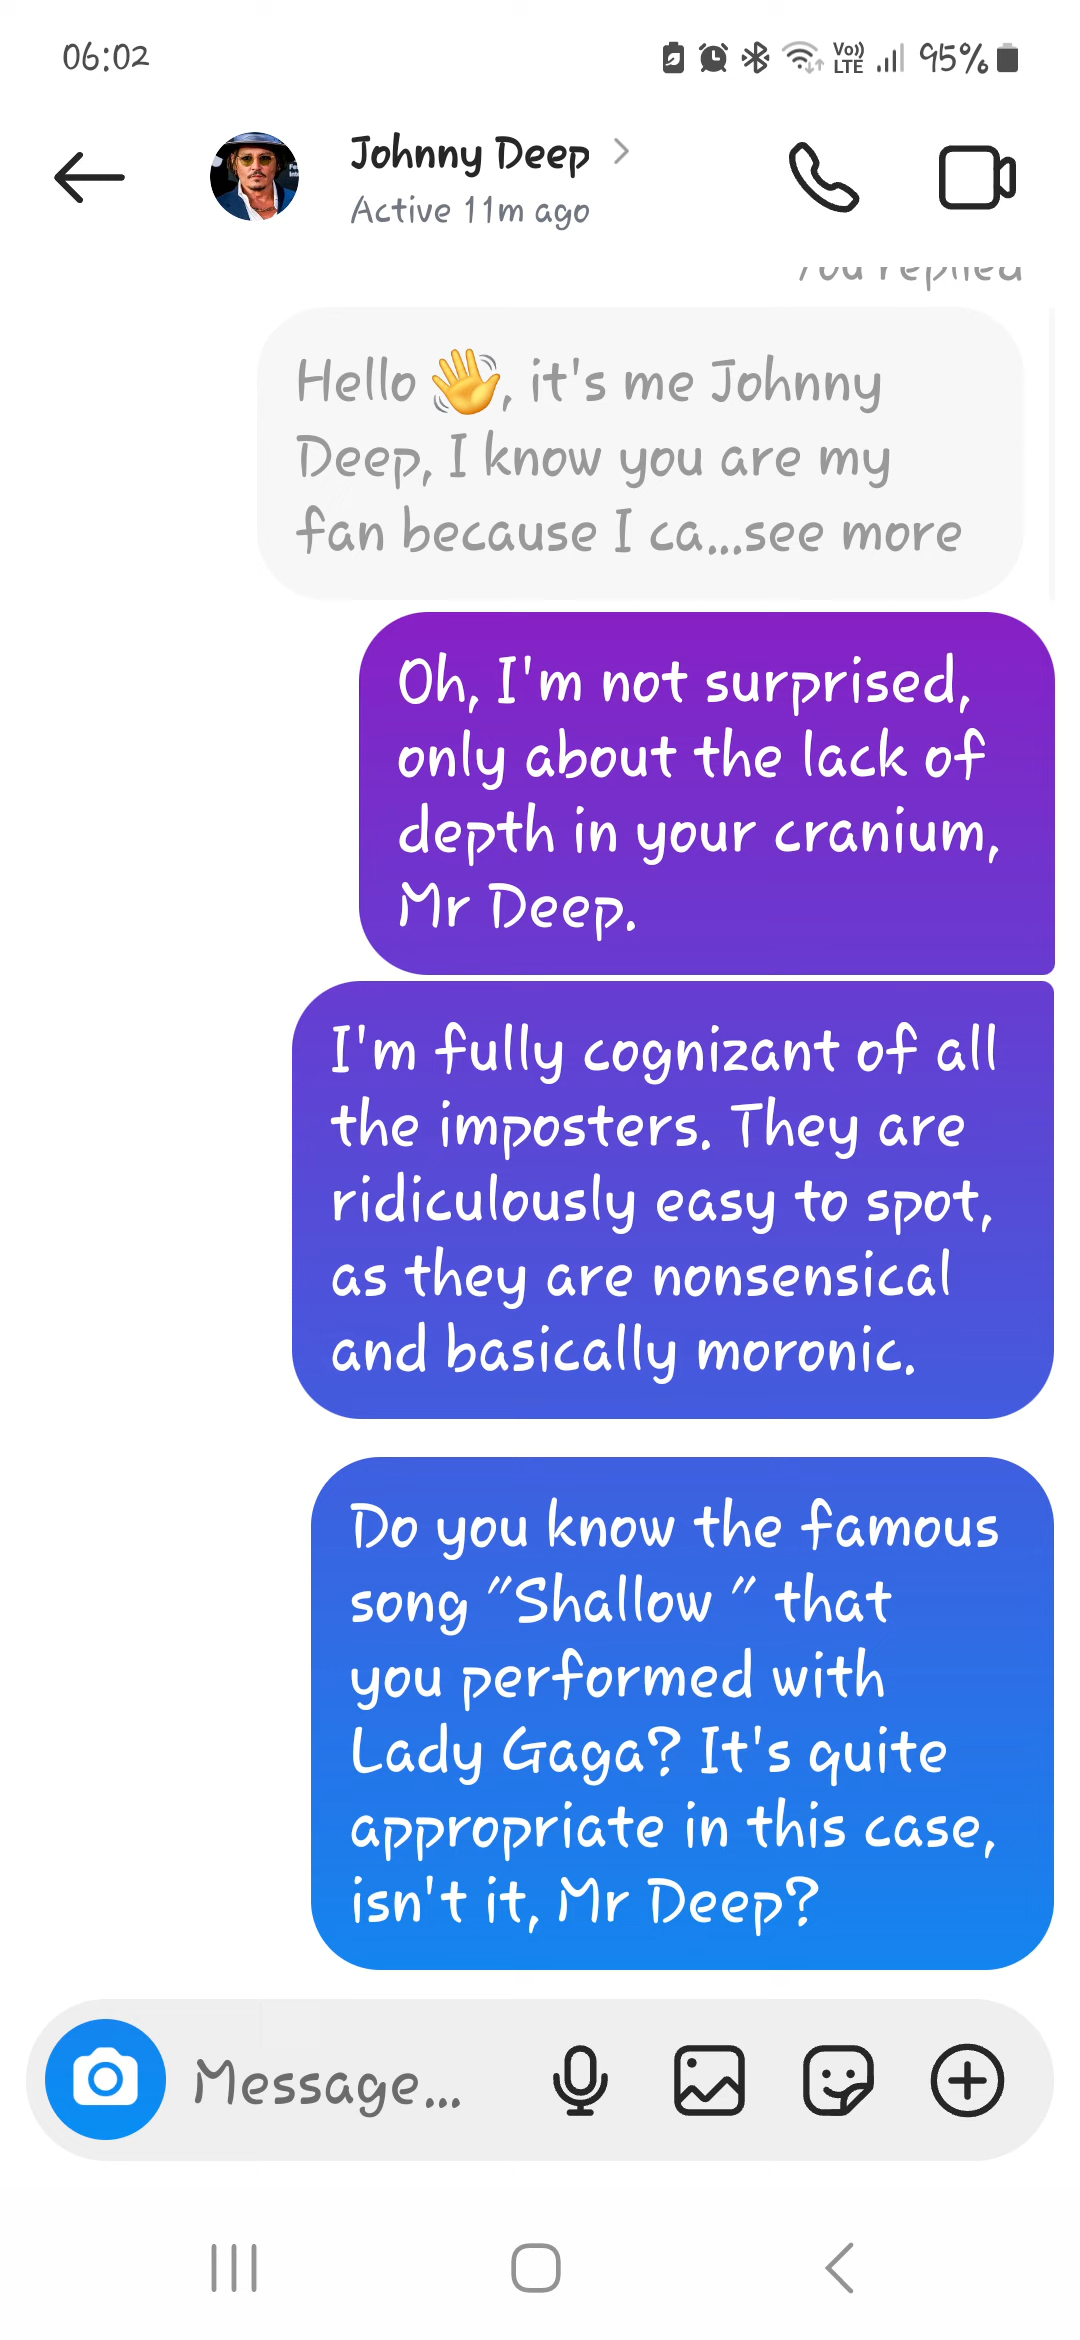 06:02
Vo))
LTE
95%
Johnny Deep
Active 11m ago
You replied
Hello 👋, it's me Johnny
Deep, I know you are my
fan because I ca...see more
Oh, I'm not surprised,
only about the lack of
depth in your cranium,
Mr Deep.
I'm fully cognizant of all
the imposters. They are
ridiculously easy to spot,
as they are nonsensical
and basically moronic.
Do you know the famous
song "Shallow " that
you performed with
Lady Gaga? It's quite
appropriate in this case,
isn't it, Mr Deep?
Message...